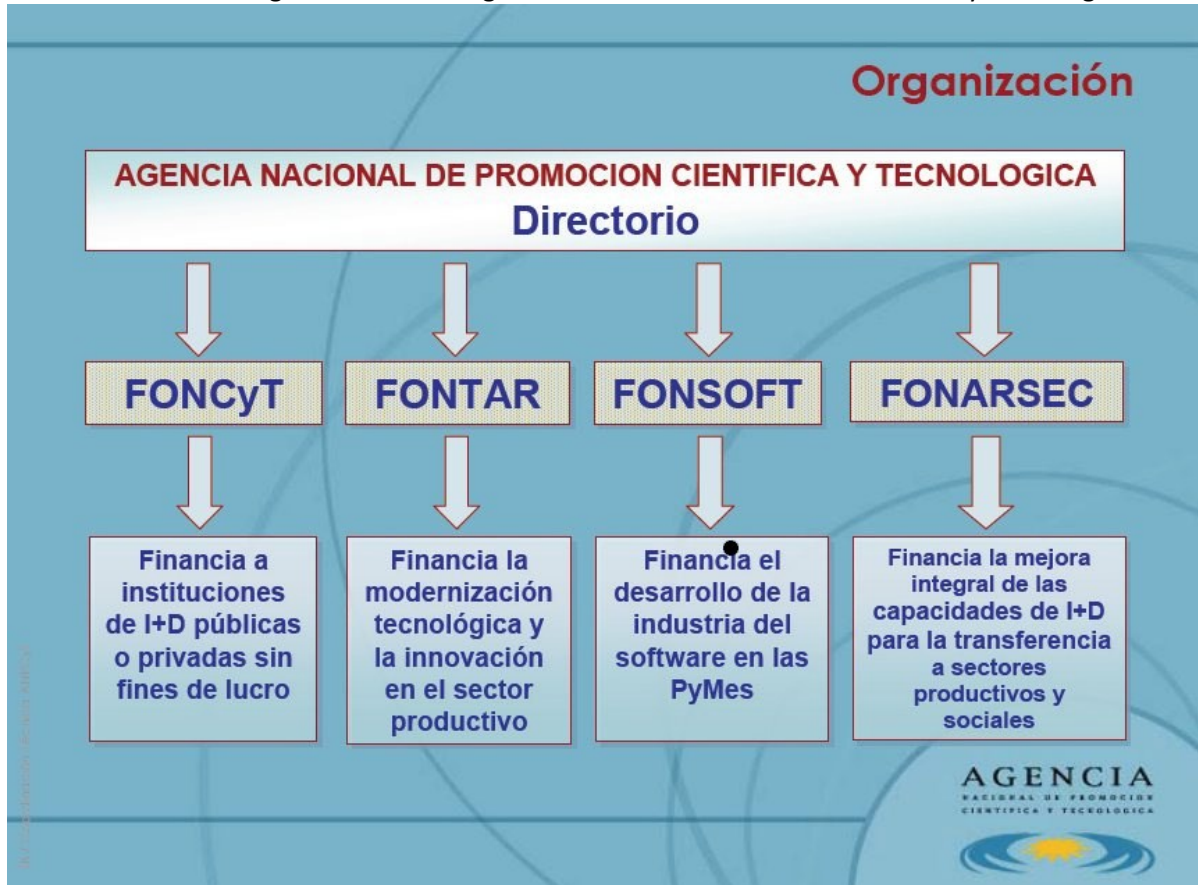 Organización
AGENCIA NACIONAL DE PROMOCION CIENTIFICA Y TECNOLOGICA
Directorio
FONCyT
FONTAR
FONSOFT
FONARSEC
Financia a
instituciones
de I+D públicas
o privadas sin
fines de lucro
Financia la
modernización
tecnológica y
la innovación
en el sector
productivo
Financia el
desarrollo de la
industria del
software en las
PyMes
Financia la mejora
integral de las
capacidades de I+D
para la transferencia
a sectores
productivos y
sociales
AGENCIA
NACIONAL DE PROMOCION
CIENTIFICA Y TECNOLOGICA